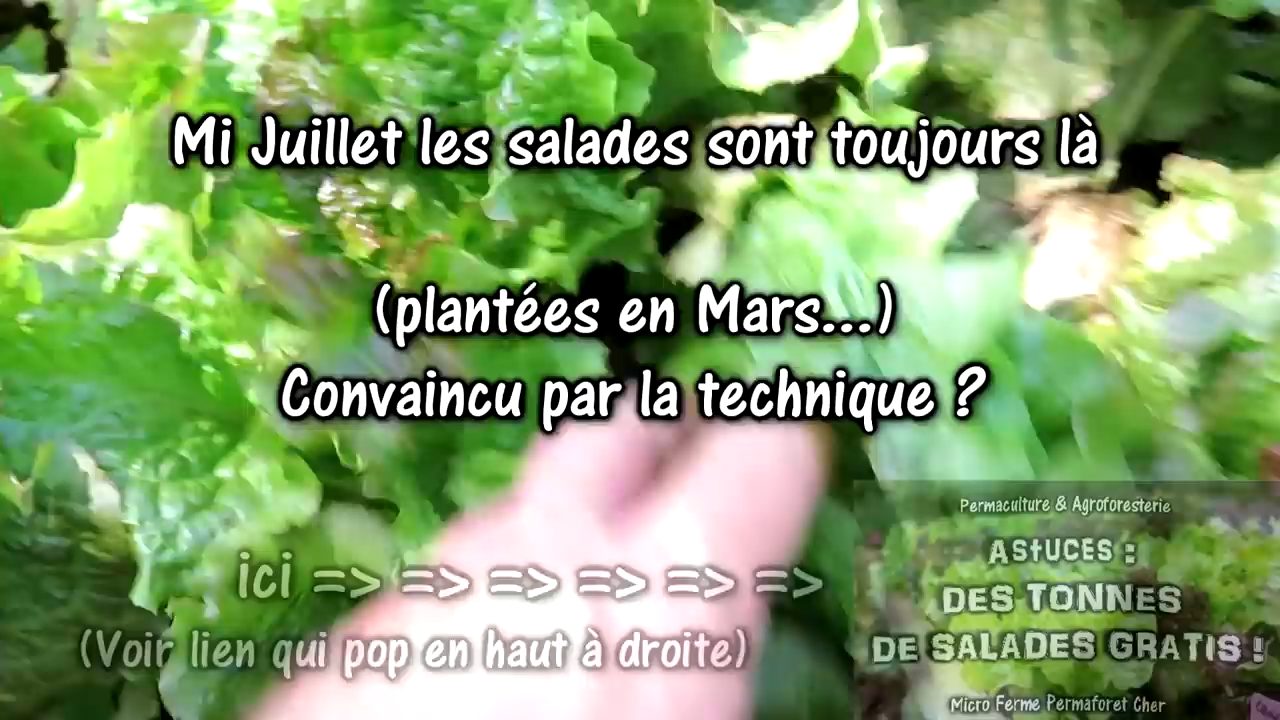 Mi Juillet les salades sont toujours là
(plantées en Mars...)
Convaincu par la technique ?
ici => => => => => =>
(Voir lien qui pop en haut à droite)
Permaculture & Agroforesterie
ASTUCES :
DES TONNES
DE SALADES GRATIS !
Micro Ferme Permaforet Cher